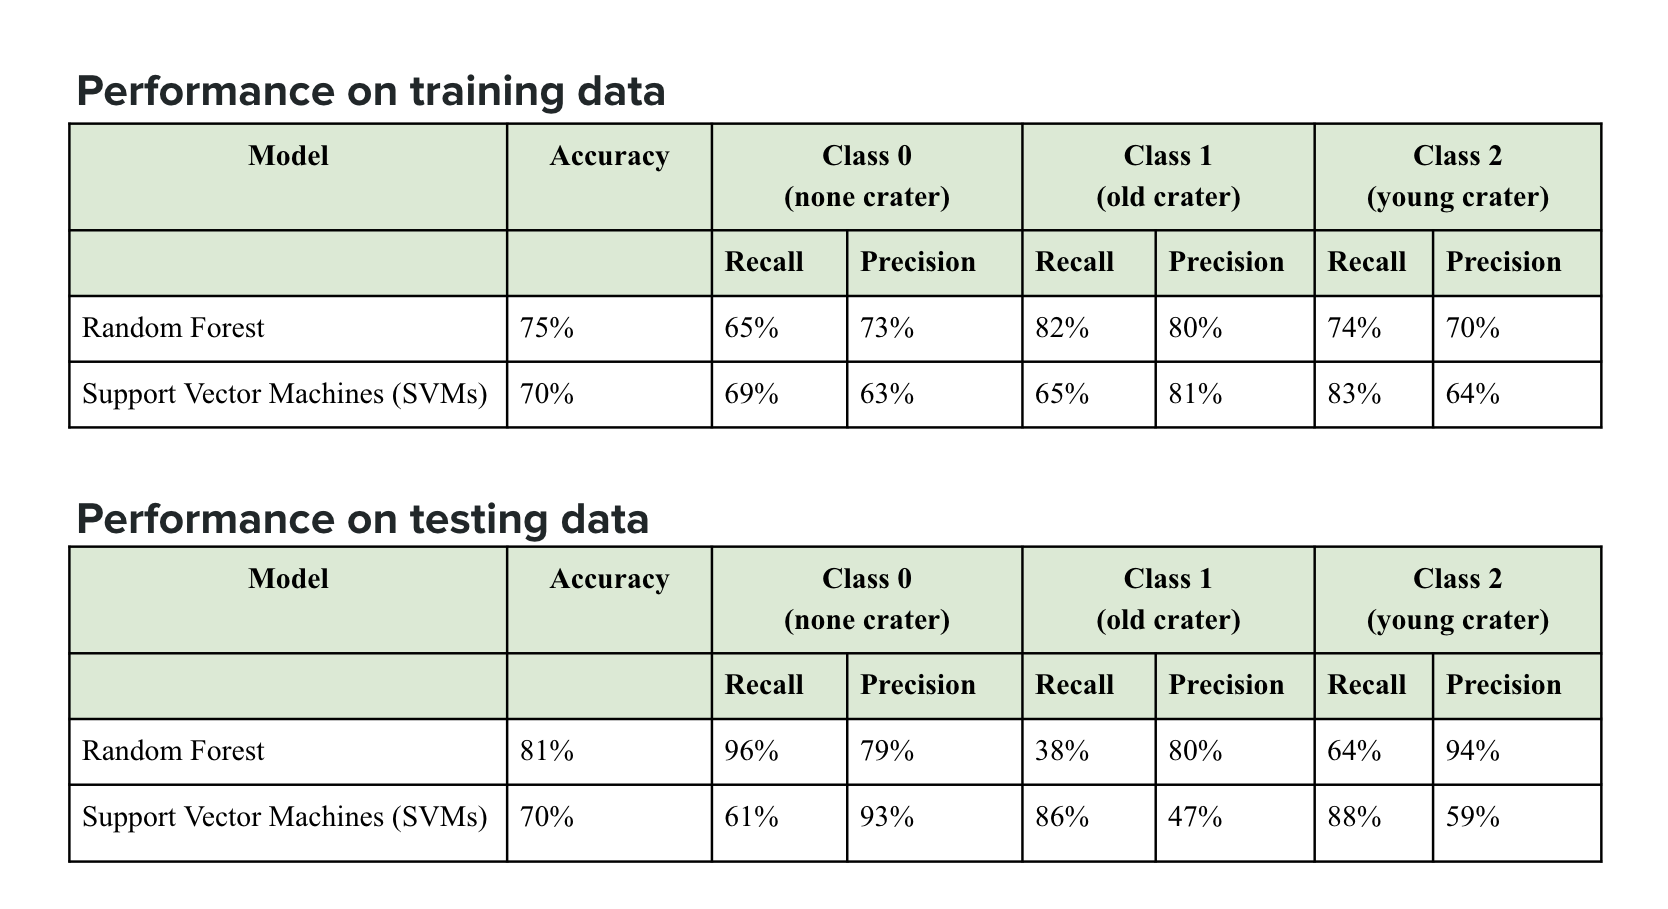 Performance on training data
Model Accuracy Class 0 Class 1 Class 2
(none crater) (old crater) (young crater)
Recall Precision Recall Precision Recall Precision
Random Forest 75% 65% 73% 82% 80% 74% 70%
Support Vector Machines (SVMs) 70% 69% 63% 65% 81% 83% 64%
Performance on testing data
Model Accuracy Class 0 Class 1 Class 2
(none crater) (old crater) (young crater)
Recall Precision Recall Precision Recall Precision
Random Forest 81% 96% 79% 38% 80% 64% 94%
Support Vector Machines (SVMs) 70% 61% 93% 86% 47% 88% 59%